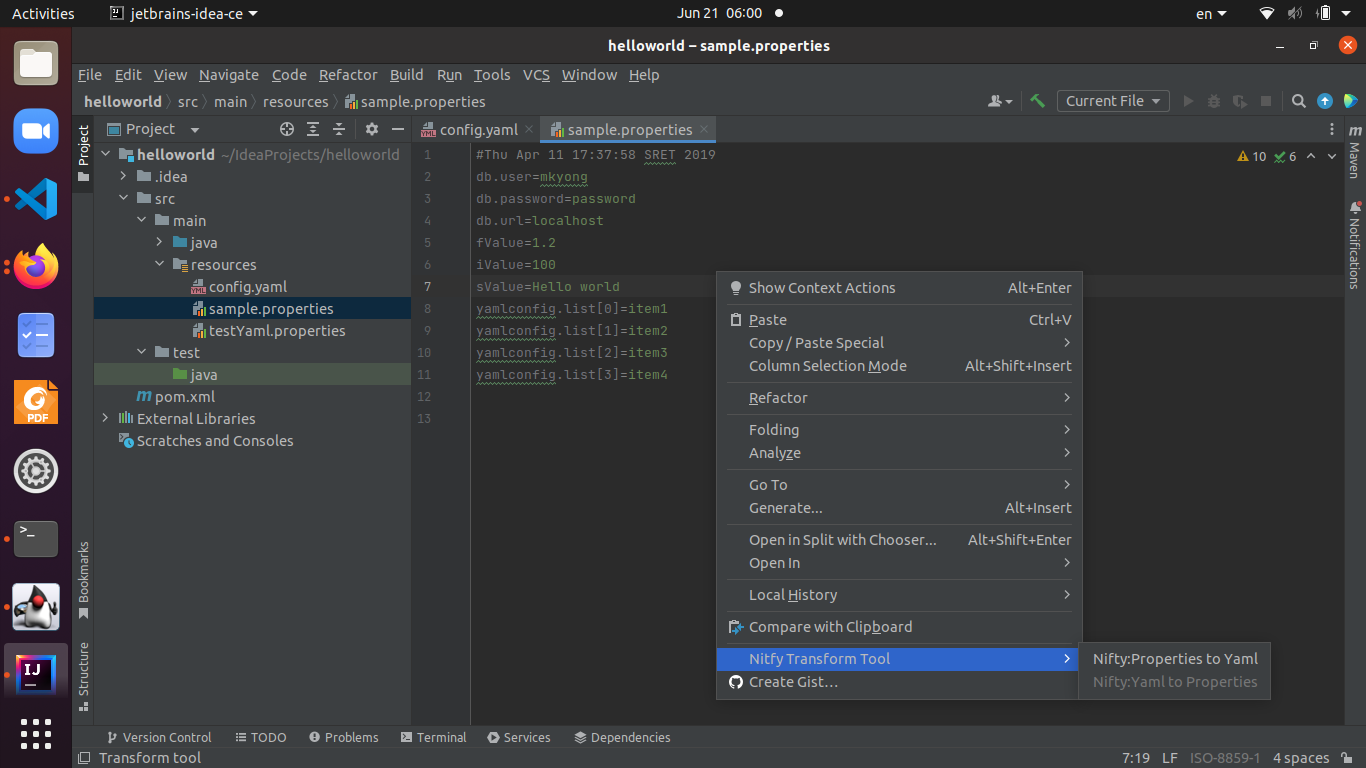 Activities jetbrains-idea-ce Jun 21 06:00 en
helloworld – sample.properties
File Edit View Navigate Code Refactor Build Run Tools VCS Window Help
helloworld src main resources sample.properties Current File
Project Project config.yaml sample.properties Maven
helloworld ~/IdeaProjects/helloworld
.idea
src
main
java
resources
config.yaml
sample.properties
testYaml.properties
test
java
pom.xml
External Libraries
Scratches and Consoles
1 #Thu Apr 11 17:37:58 SRET 2019 10 6
2 db.user=mkyong
3 db.password=password
4 db.url=localhost
5 fValue=1.2
6 iValue=100
7 sValue=Hello world
8 yamlconfig.list[0]=item1
9 yamlconfig.list[1]=item2
10 yamlconfig.list[2]=item3
11 yamlconfig.list[3]=item4
12
13
Notifications
Show Context Actions Alt+Enter
Paste Ctrl+V
Copy / Paste Special
Column Selection Mode Alt+Shift+Insert
Refactor
Folding
Analyze
Go To
Generate... Alt+Insert
Open in Split with Chooser... Alt+Shift+Enter
Open In
Local History
Compare with Clipboard
Nitfy Transform Tool
Create Gist...
Nifty:Properties to Yaml
Nifty:Yaml to Properties
PDF
Bookmarks
Structure
IJ
Version Control TODO Problems Terminal Services Dependencies
Transform tool 7:19 LF ISO-8859-1 4 spaces